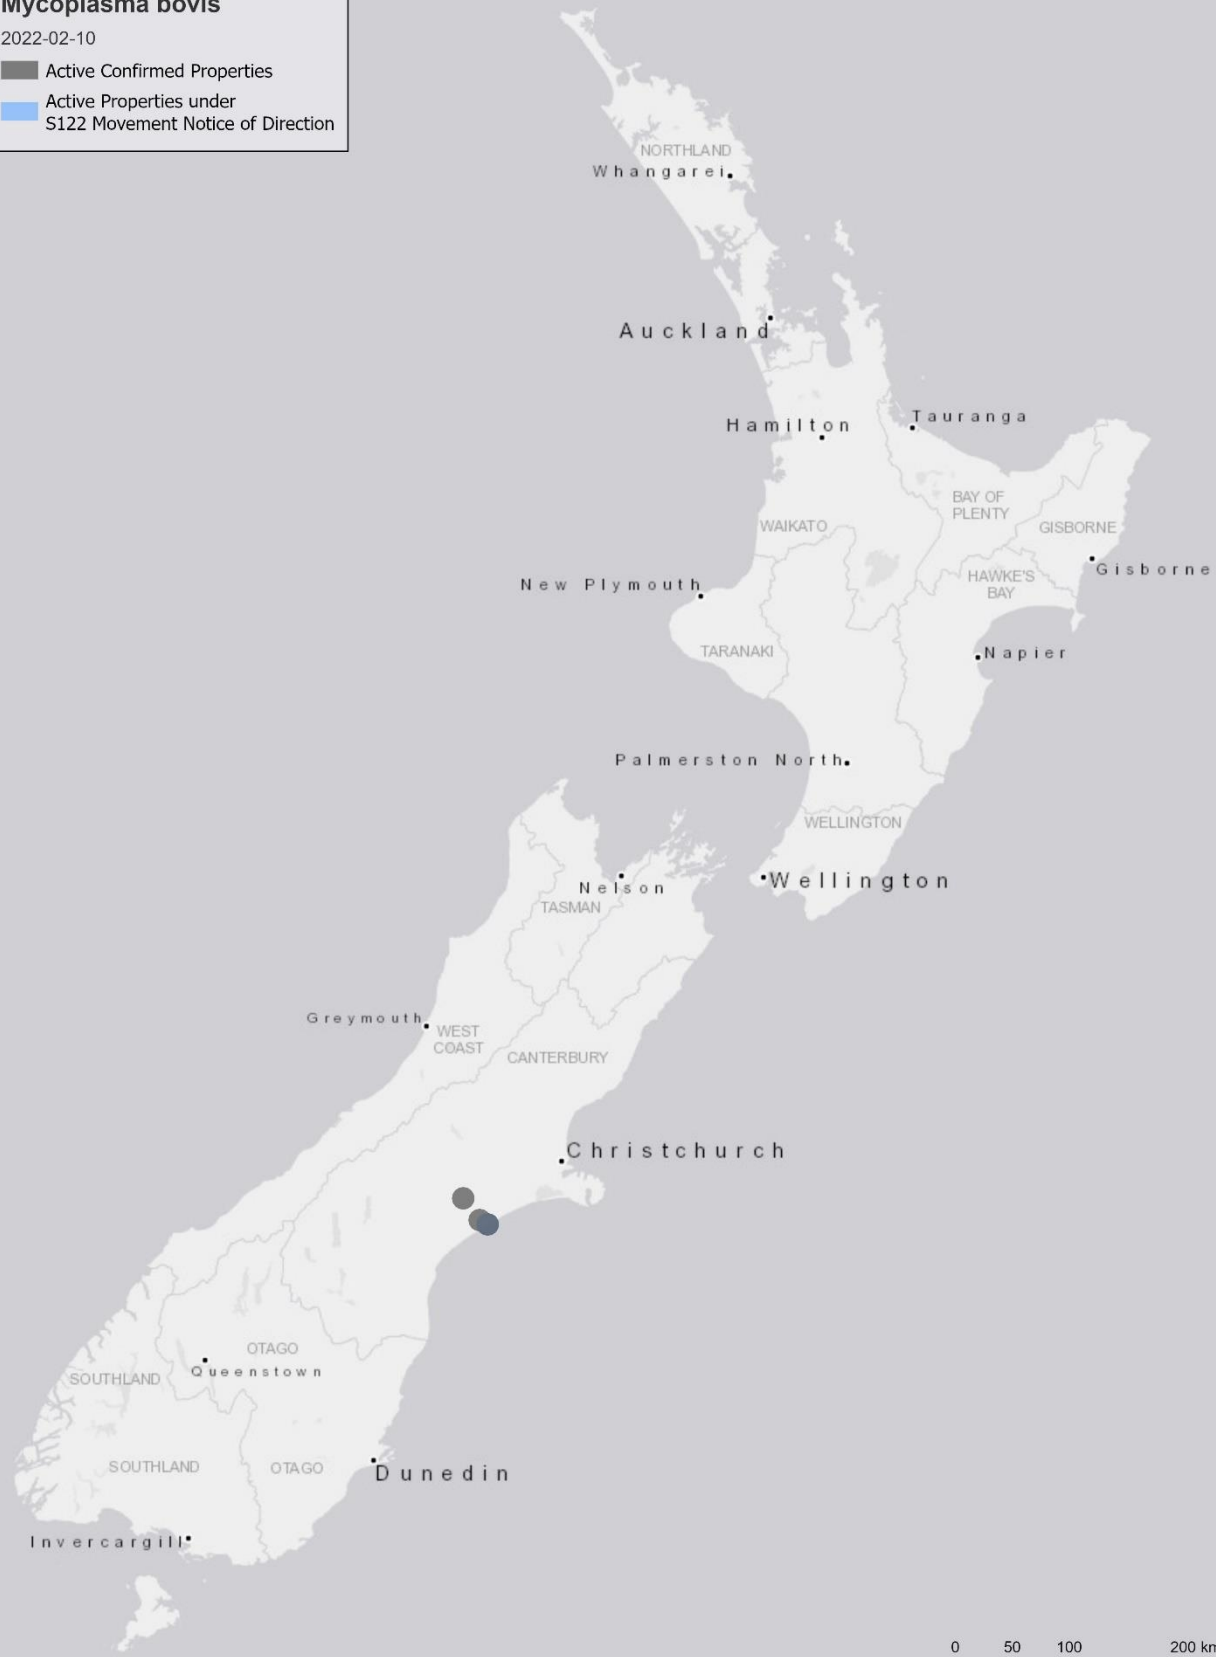 Mycoplasma bovis
2022-02-10
Active Confirmed Properties
Active Properties under
S122 Movement Notice of Direction
NORTHLAND
Whangarei
Auckland
Hamilton
Tauranga
BAY OF
PLENTY
WAIKATO
GISBORNE
Gisborne
HAWKE'S
BAY
New Plymouth
TARANAKI
Napier
Palmerston North
WELLINGTON
Wellington
Nelson
TASMAN
Greymouth
WEST
COAST
CANTERBURY
Christchurch
OTAGO
Queenstown
SOUTHLAND
SOUTHLAND
OTAGO
Dunedin
Invercargill
0 50 100 200 km